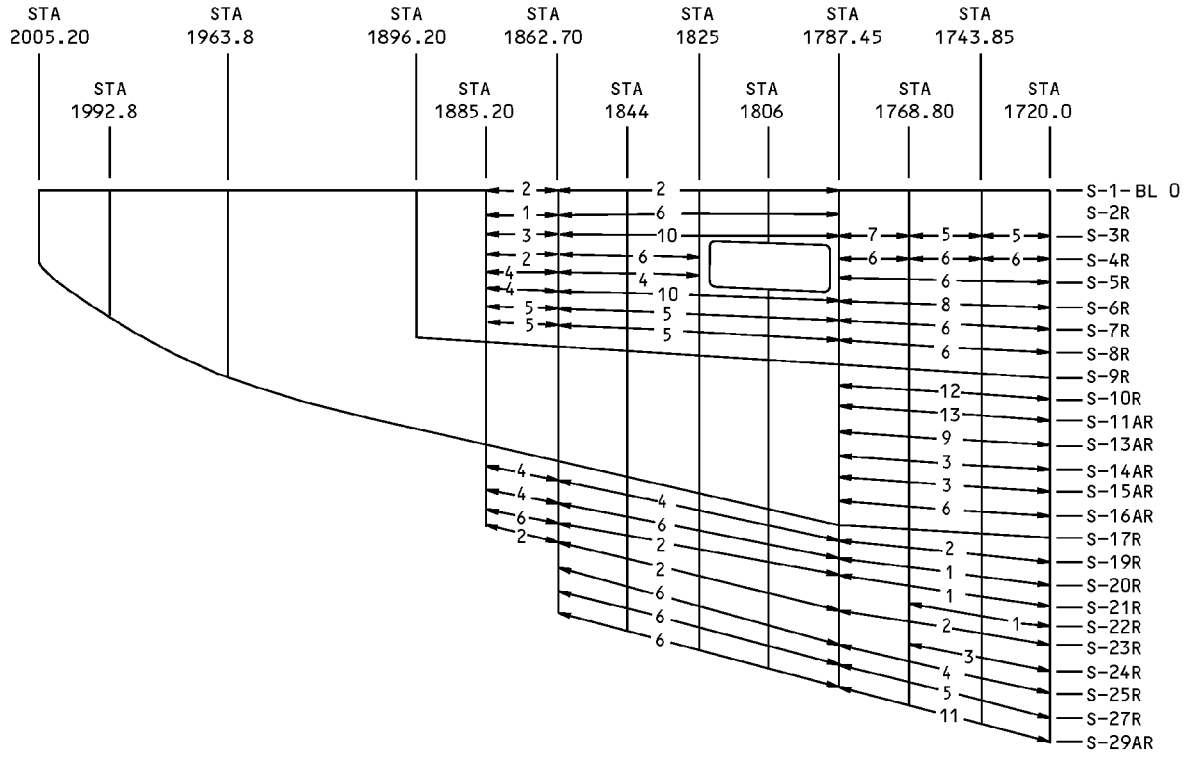 STA STA STA STA STA STA STA
2005.20 1963.8 1896.20 1862.70 1825 1787.45 1743.85
STA STA STA STA STA STA
1992.8 1885.20 1844 1806 1768.80 1720.0
2 2 S-1-BL 0
1 6 S-2R
3 10 7 5 5 S-3R
2 6 6 6 6 S-4R
4 4 6 S-5R
4 10 8 S-6R
5 5 6 S-7R
5 5 6 S-8R
S-9R
12 S-10R
13 S-11AR
9 S-13AR
3 S-14AR
3 S-15AR
6 S-16AR
S-17R
4 4 2 S-19R
4 6 1 S-20R
6 2 1 S-21R
1 S-22R
2 2 2 S-23R
3 S-24R
6 4 S-25R
6 5 S-27R
6 11 S-29AR